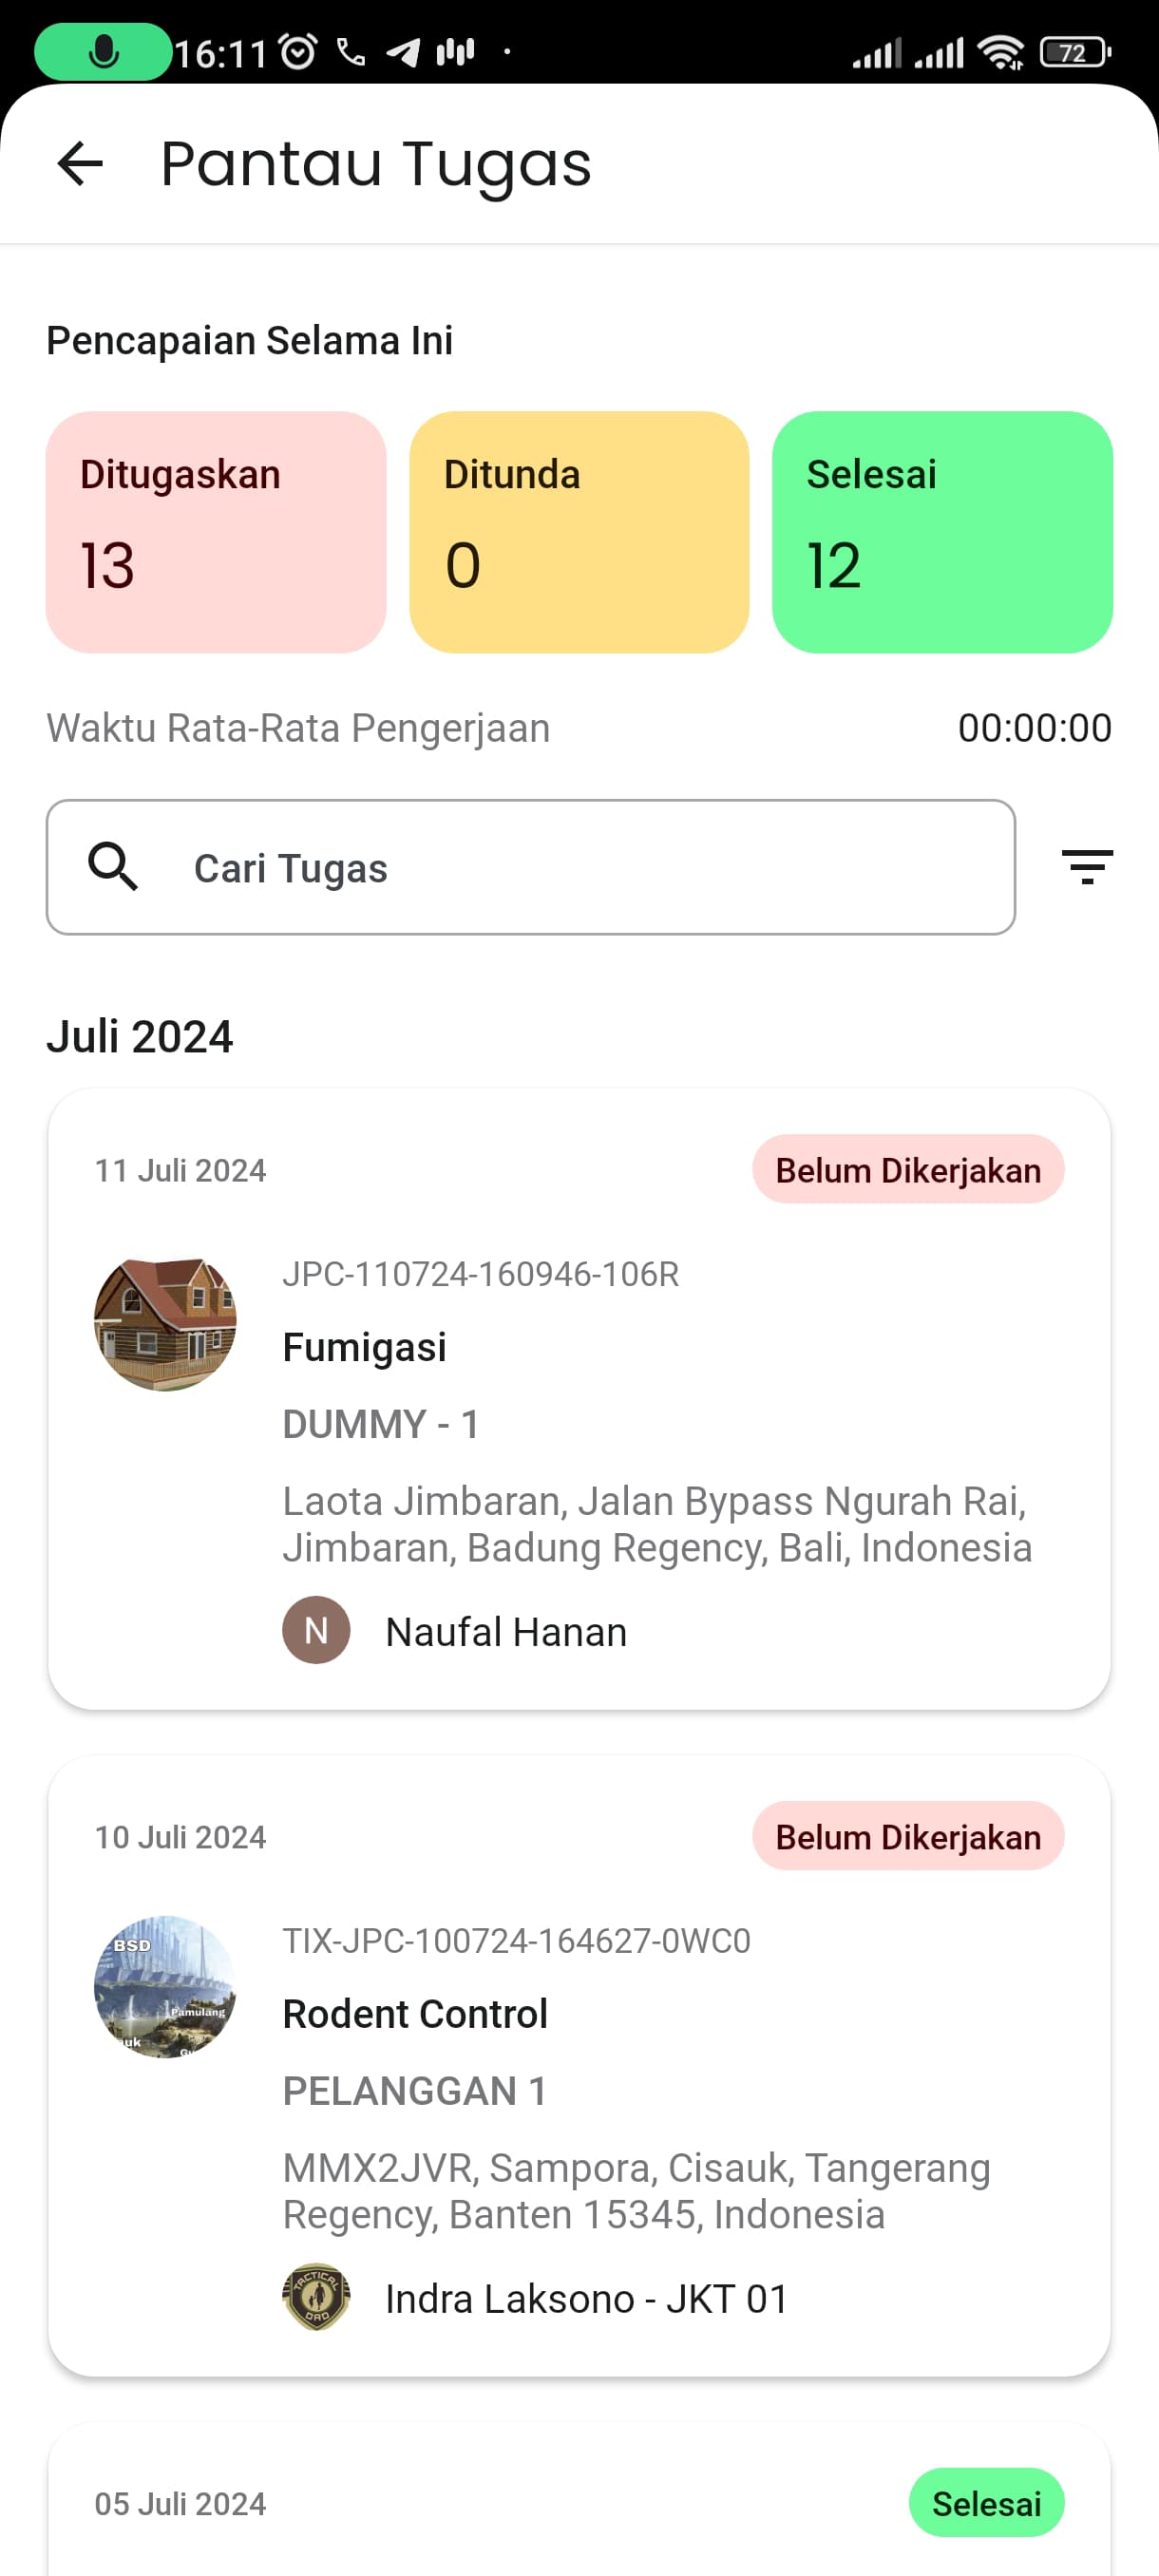 16:11
72
Pantau Tugas
Pencapaian Selama Ini
Ditugaskan
13
Ditunda
0
Selesai
12
Waktu Rata-Rata Pengerjaan
00:00:00
Cari Tugas
Juli 2024
11 Juli 2024
Belum Dikerjakan
JPC-110724-160946-106R
Fumigasi
DUMMY - 1
Laota Jimbaran, Jalan Bypass Ngurah Rai,
Jimbaran, Badung Regency, Bali, Indonesia
N
Naufal Hanan
10 Juli 2024
Belum Dikerjakan
BSD
Pamulang
TIX-JPC-100724-164627-0WC0
Rodent Control
PELANGGAN 1
MMX2JVR, Sampora, Cisauk, Tangerang
Regency, Banten 15345, Indonesia
TACTICAL
DAD
Indra Laksono - JKT 01
05 Juli 2024
Selesai